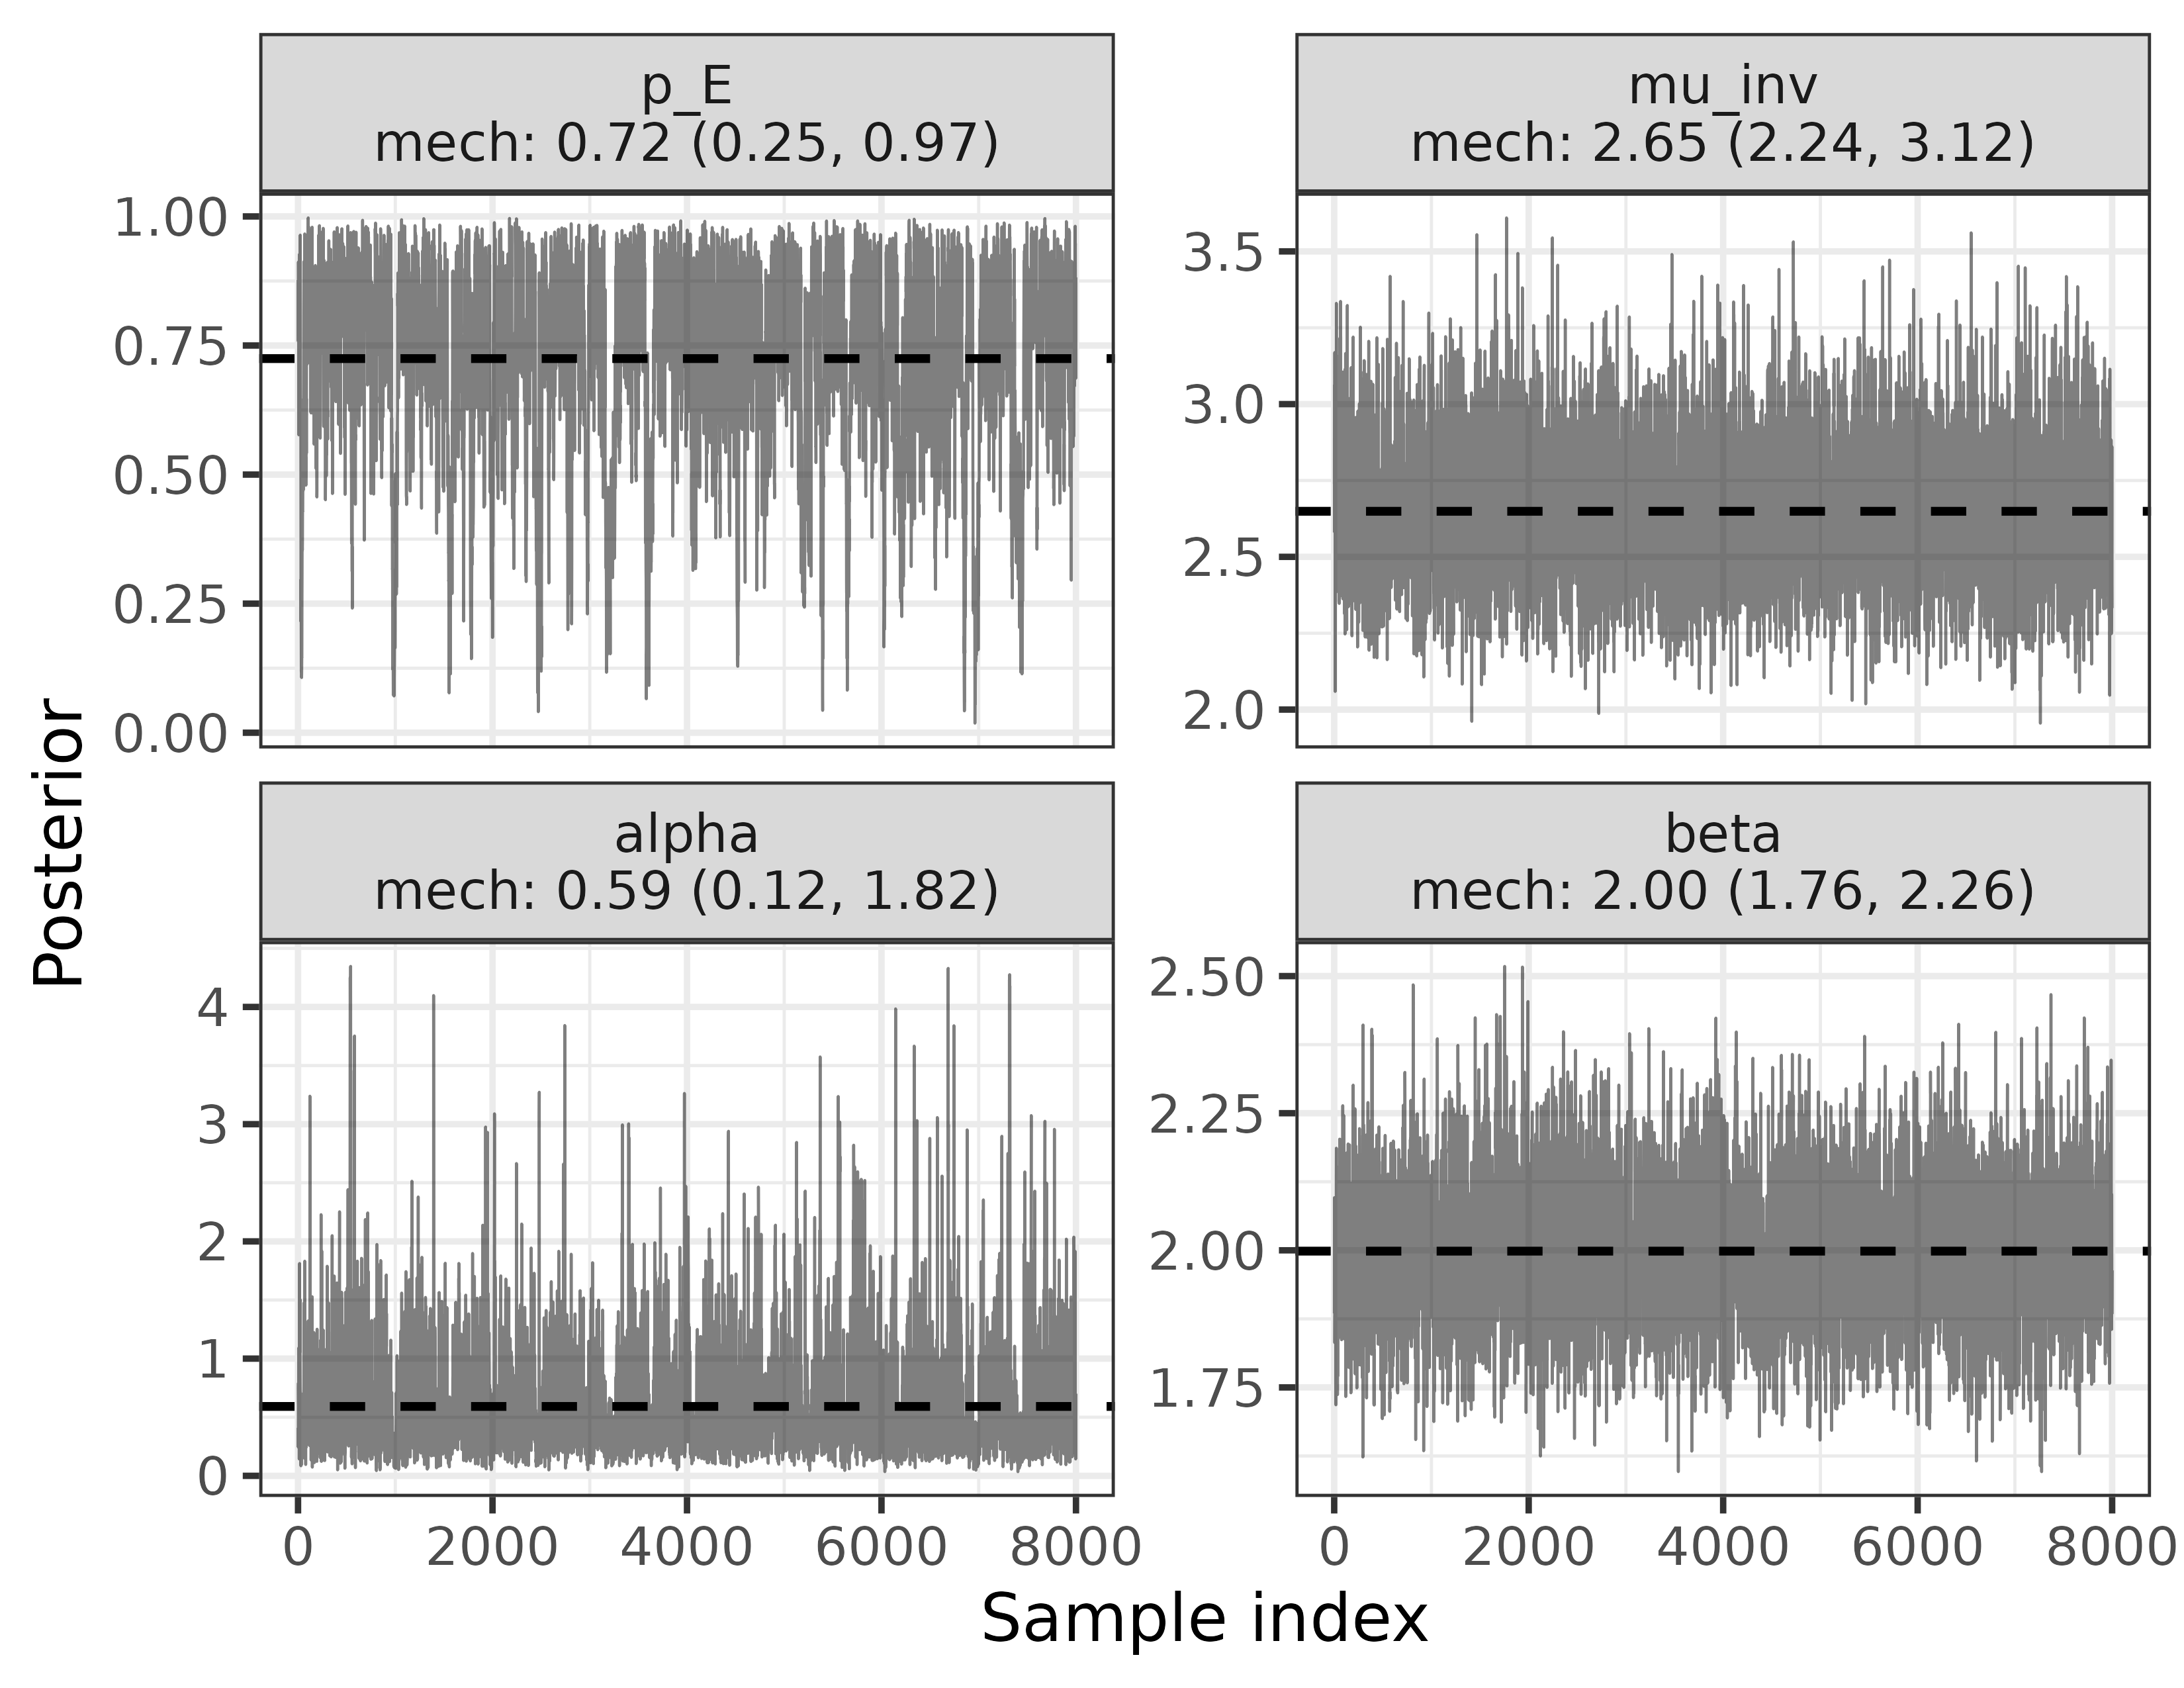 p_E
mech: 0.72 (0.25, 0.97)
mu_inv
mech: 2.65 (2.24, 3.12)
1.00
0.75
0.50
0.25
0.00
3.5
3.0
2.5
2.0
Posterior
alpha
mech: 0.59 (0.12, 1.82)
beta
mech: 2.00 (1.76, 2.26)
4
3
2
1
0
2.50
2.25
2.00
1.75
0 2000 4000 6000 8000
0 2000 4000 6000 8000
Sample index